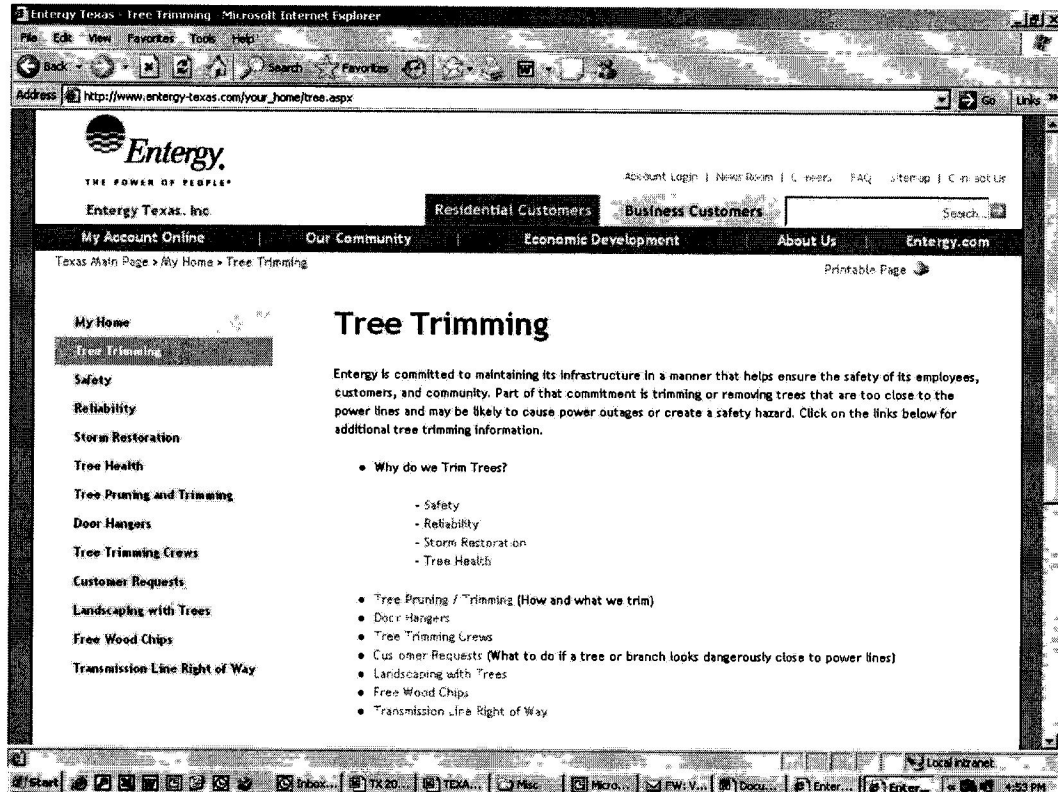 Entergy Texas - Tree Trimming - Microsoft Internet Explorer
File Edit View Favorites Tools Help
Back Search Favorites
Address http://www.entergy-texas.com/your_home/tree.aspx Go Links »
Entergy.
THE POWER OF PEOPLE®
Account Login | News Room | Careers FAQ Sitemap | Contact Us
Entergy Texas, Inc. Residential Customers Business Customers Search...
My Account Online | Our Community | Economic Development About Us | Entergy.com
Texas Main Page > My Home > Tree Trimming
Printable Page
My Home
Tree Trimming
Safety
Reliability
Storm Restoration
Tree Health
Tree Pruning and Trimming
Door Hangers
Tree Trimming Crews
Customer Requests
Landscaping with Trees
Free Wood Chips
Transmission Line Right of Way
Tree Trimming
Entergy is committed to maintaining its infrastructure in a manner that helps ensure the safety of its employees,
customers, and community. Part of that commitment is trimming or removing trees that are too close to the
power lines and may be likely to cause power outages or create a safety hazard. Click on the links below for
additional tree trimming information.
• Why do we Trim Trees?
- Safety
- Reliability
- Storm Restoration
- Tree Health
• Tree Pruning / Trimming (How and what we trim)
• Door Hangers
• Tree Trimming Crews
• Customer Requests (What to do if a tree or branch looks dangerously close to power lines)
• Landscaping with Trees
• Free Wood Chips
• Transmission Line Right of Way
Local intranet
Start Inbox... TX 20... TEXA... Misc Micro... FW: V... Docu... Enter... Enter... « 4:53 PM